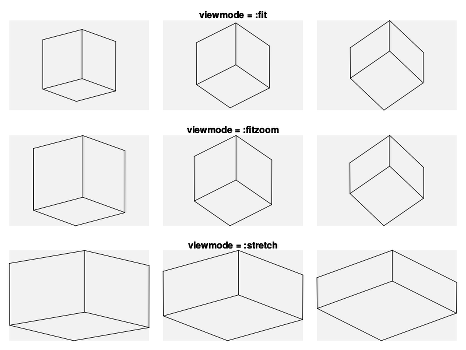 viewmode = :fit
viewmode = :fitzoom
viewmode = :stretch